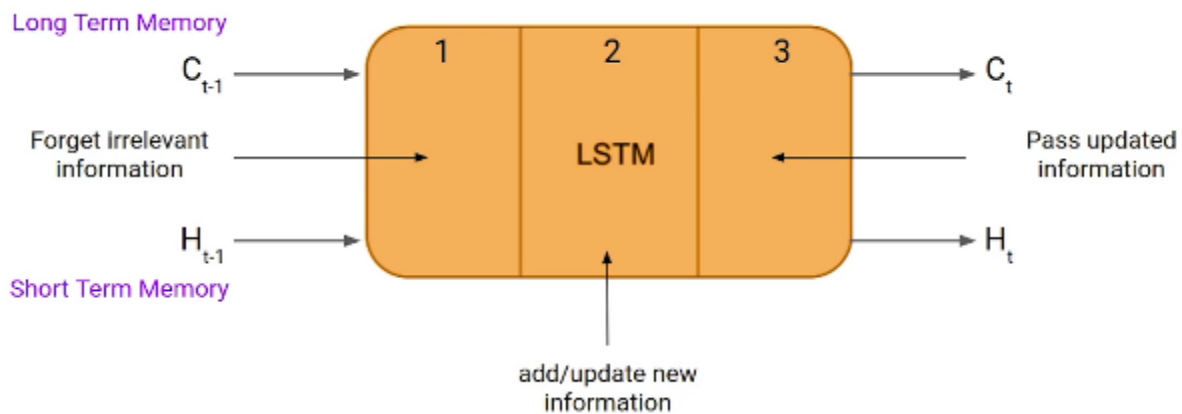 Long Term Memory
1 2 3
C t-1
C t
Forget irrelevant
information
LSTM
Pass updated
information
H t-1
H t
Short Term Memory
add/update new
information